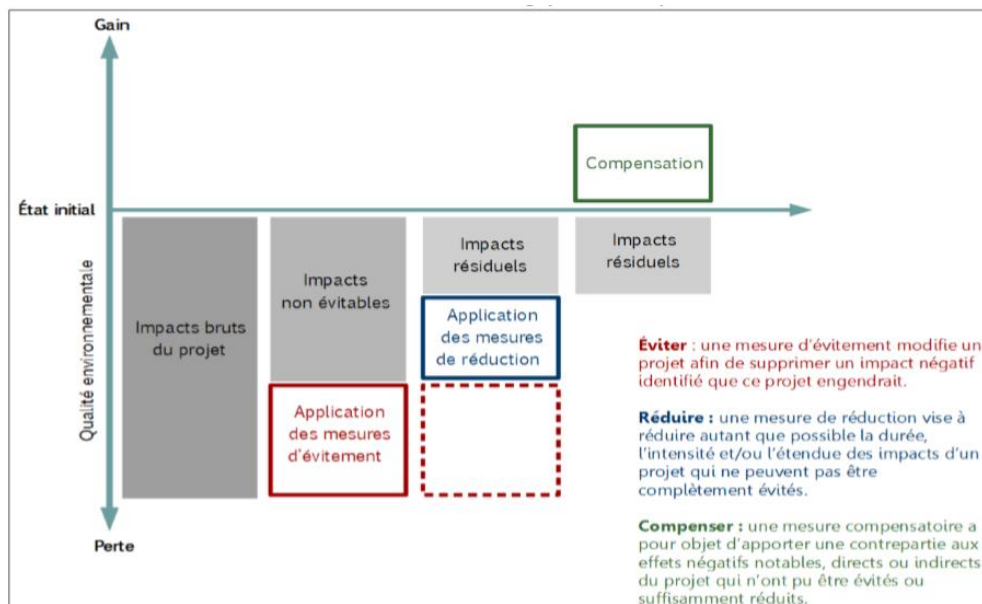 Gain
Compensation
État initial
Qualité environnementale
Impacts bruts
du projet
Impacts
non évitables
Application
des mesures
d'évitement
Impacts
résiduels
Application
des mesures
de réduction
Impacts
résiduels
Perte
Éviter : une mesure d'évitement modifie un
projet afin de supprimer un impact négatif
identifié que ce projet engendrait.
Réduire : une mesure de réduction vise à
réduire autant que possible la durée,
l'intensité et/ou l'étendue des impacts d'un
projet qui ne peuvent pas être
complètement évités.
Compenser : une mesure compensatoire a
pour objet d'apporter une contrepartie aux
effets négatifs notables, directs ou indirects
du projet qui n'ont pu être évités ou
suffisamment réduits.